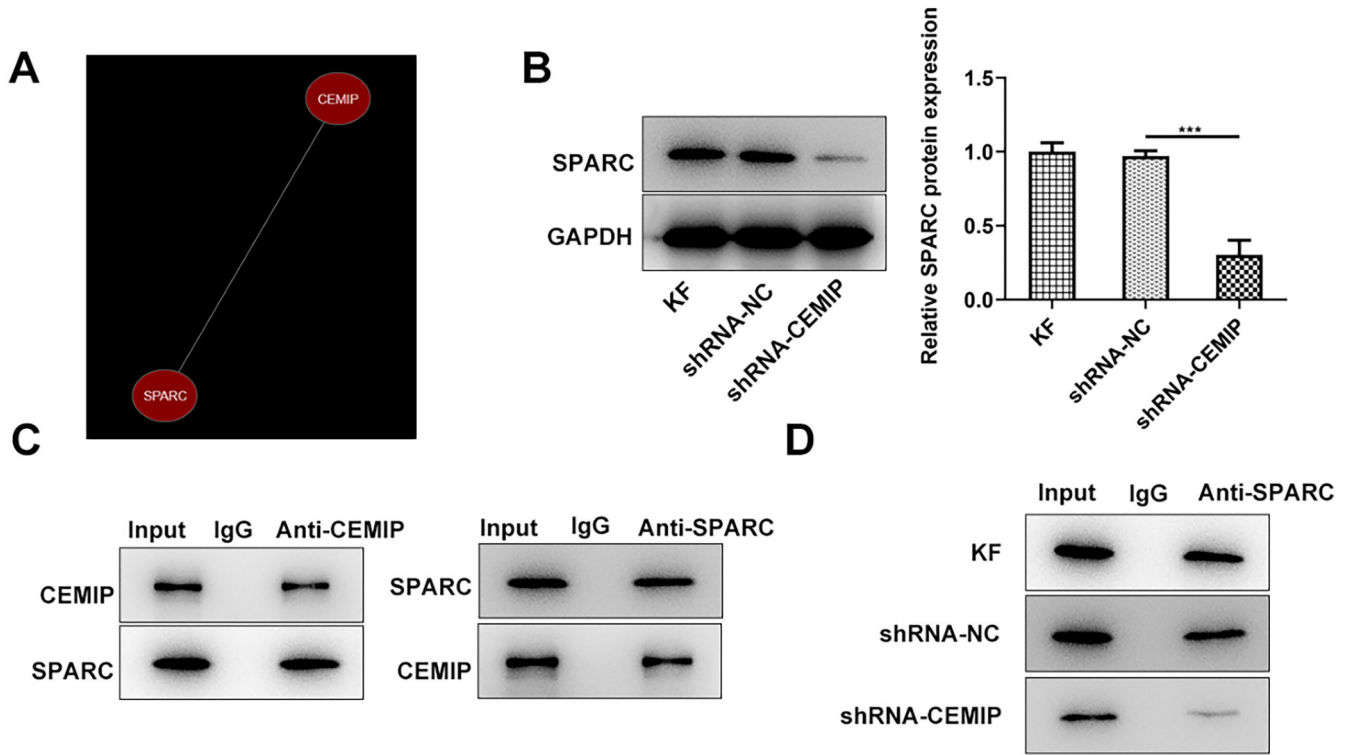 A
CEMIP
SPARC
B
SPARC
GAPDH
KF
shRNA-NC
shRNA-CEMIP
Relative SPARC protein expression
1.5
1.0
0.5
0.0
***
KF
shRNA-NC
shRNA-CEMIP
C
Input IgG Anti-CEMIP
CEMIP
SPARC
Input IgG Anti-SPARC
SPARC
CEMIP
D
Input IgG Anti-SPARC
KF
shRNA-NC
shRNA-CEMIP